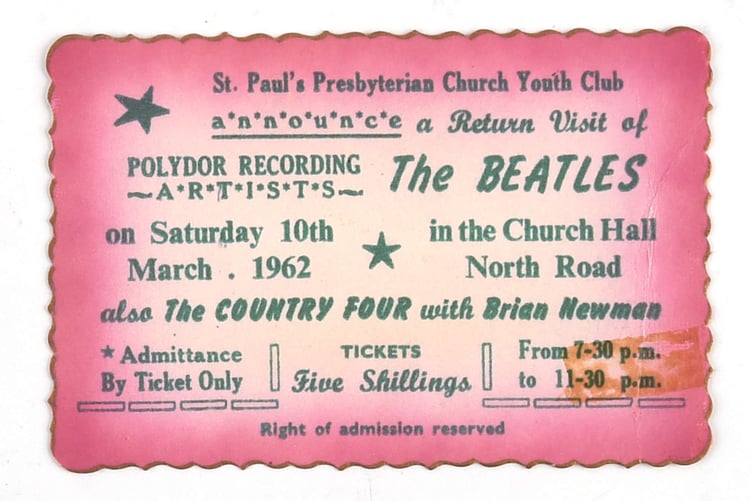 St. Paul's Presbyterian Church Youth Club
a*n*n*o*u*n*c*e a Return Visit of
POLYDOR RECORDING
~A*R*T*I*S*T*S~
The BEATLES
on Saturday 10th
March . 1962
in the Church Hall
North Road
also The COUNTRY FOUR with Brian Newman
*Admittance
By Ticket Only
TICKETS
Five Shillings
From 7-30 p.m.
to 11-30 p.m.
Right of admission reserved